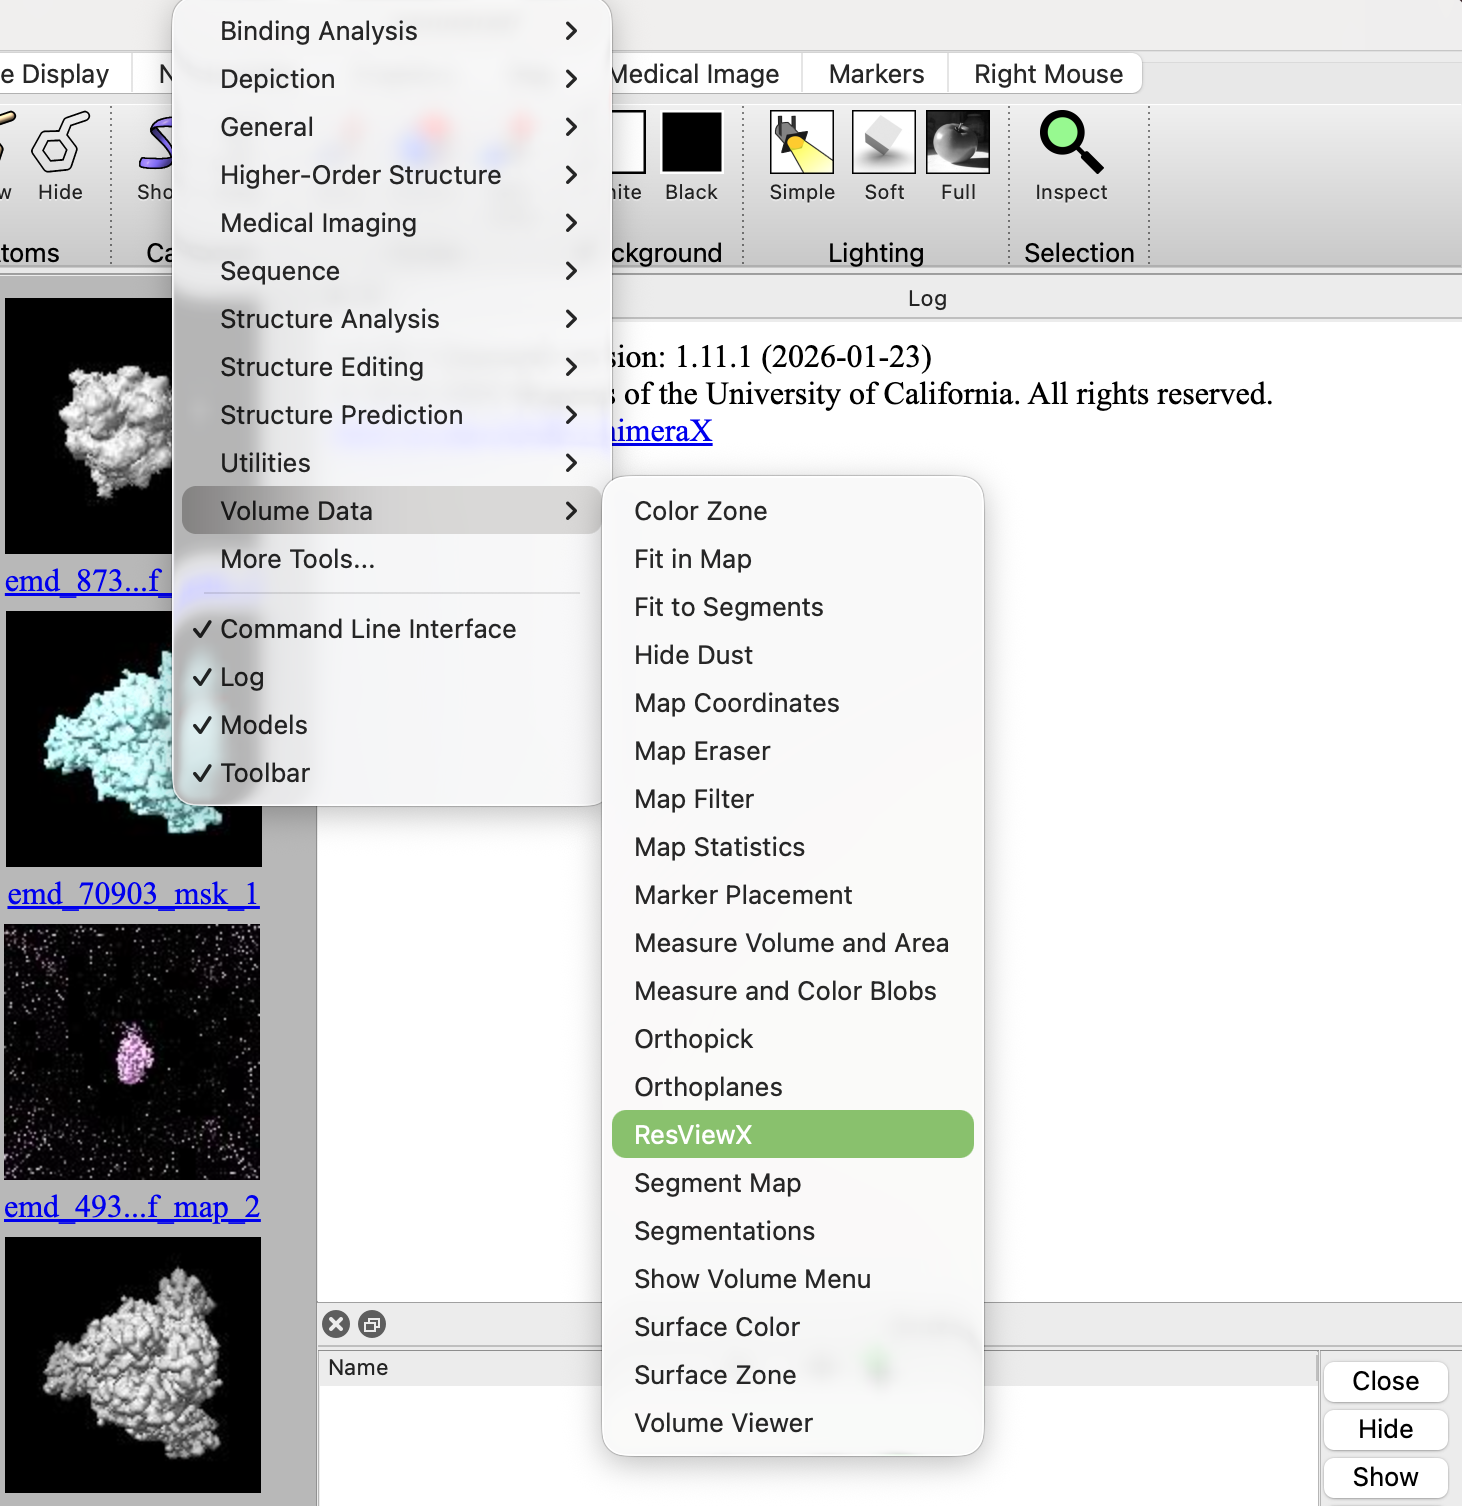 Binding Analysis
Depiction
General
Higher-Order Structure
Medical Imaging
Sequence
Structure Analysis
Structure Editing
Structure Prediction
Utilities
Volume Data
More Tools...
Command Line Interface
Log
Models
Toolbar
Color Zone
Fit in Map
Fit to Segments
Hide Dust
Map Coordinates
Map Eraser
Map Filter
Map Statistics
Marker Placement
Measure Volume and Area
Measure and Color Blobs
Orthopick
Orthoplanes
ResViewX
Segment Map
Segmentations
Show Volume Menu
Surface Color
Surface Zone
Volume Viewer
e Display
N
Medical Image
Markers
Right Mouse
w
Hide
Sho
ite
Black
Simple
Soft
Full
Inspect
toms
Ca
ckground
Lighting
Selection
Log
sion: 1.11.1 (2026-01-23)
of the University of California. All rights reserved.
imeraX
emd_873...f_
emd_70903_msk_1
emd_493...f_map_2
Name
Close
Hide
Show